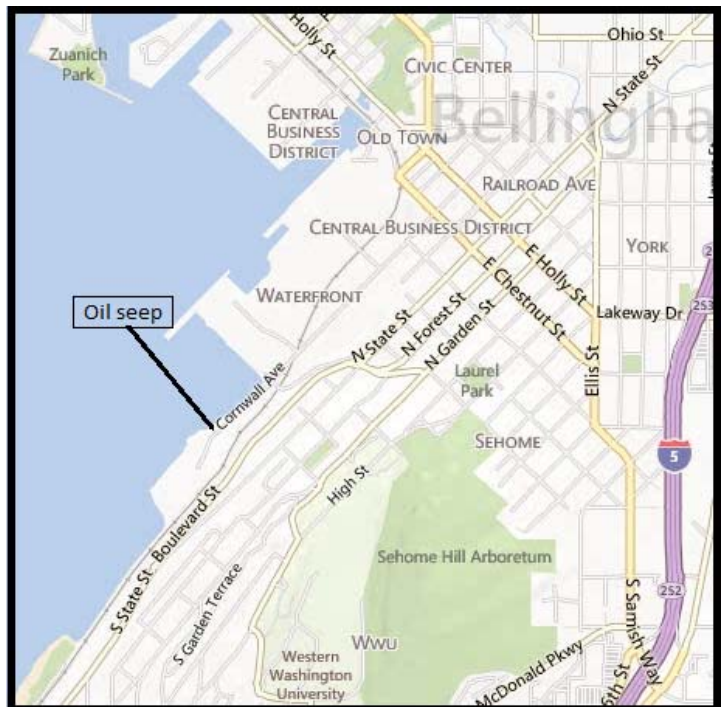 Zuanich
Park
Holly St
Ohio St
CIVIC CENTER
N State St
CENTRAL
BUSINESS
DISTRICT
OLD TOWN
Bellingha
RAILROAD AVE
CENTRAL BUSINESS DISTRICT
YORK
E Holly St
E Chestnut St
WATERFRONT
Oil seep
Lakeway Dr
253
N State St
N Forest St
N Garden St
Ellis St
Laurel
Park
Cornwall Ave
SEHOME
5
High St
S State St
Boulevard St
Sehome Hill Arboretum
S Garden Terrace
252
S Samish Way
WWU
Western
Washington
University
McDonald Pkwy
6th St